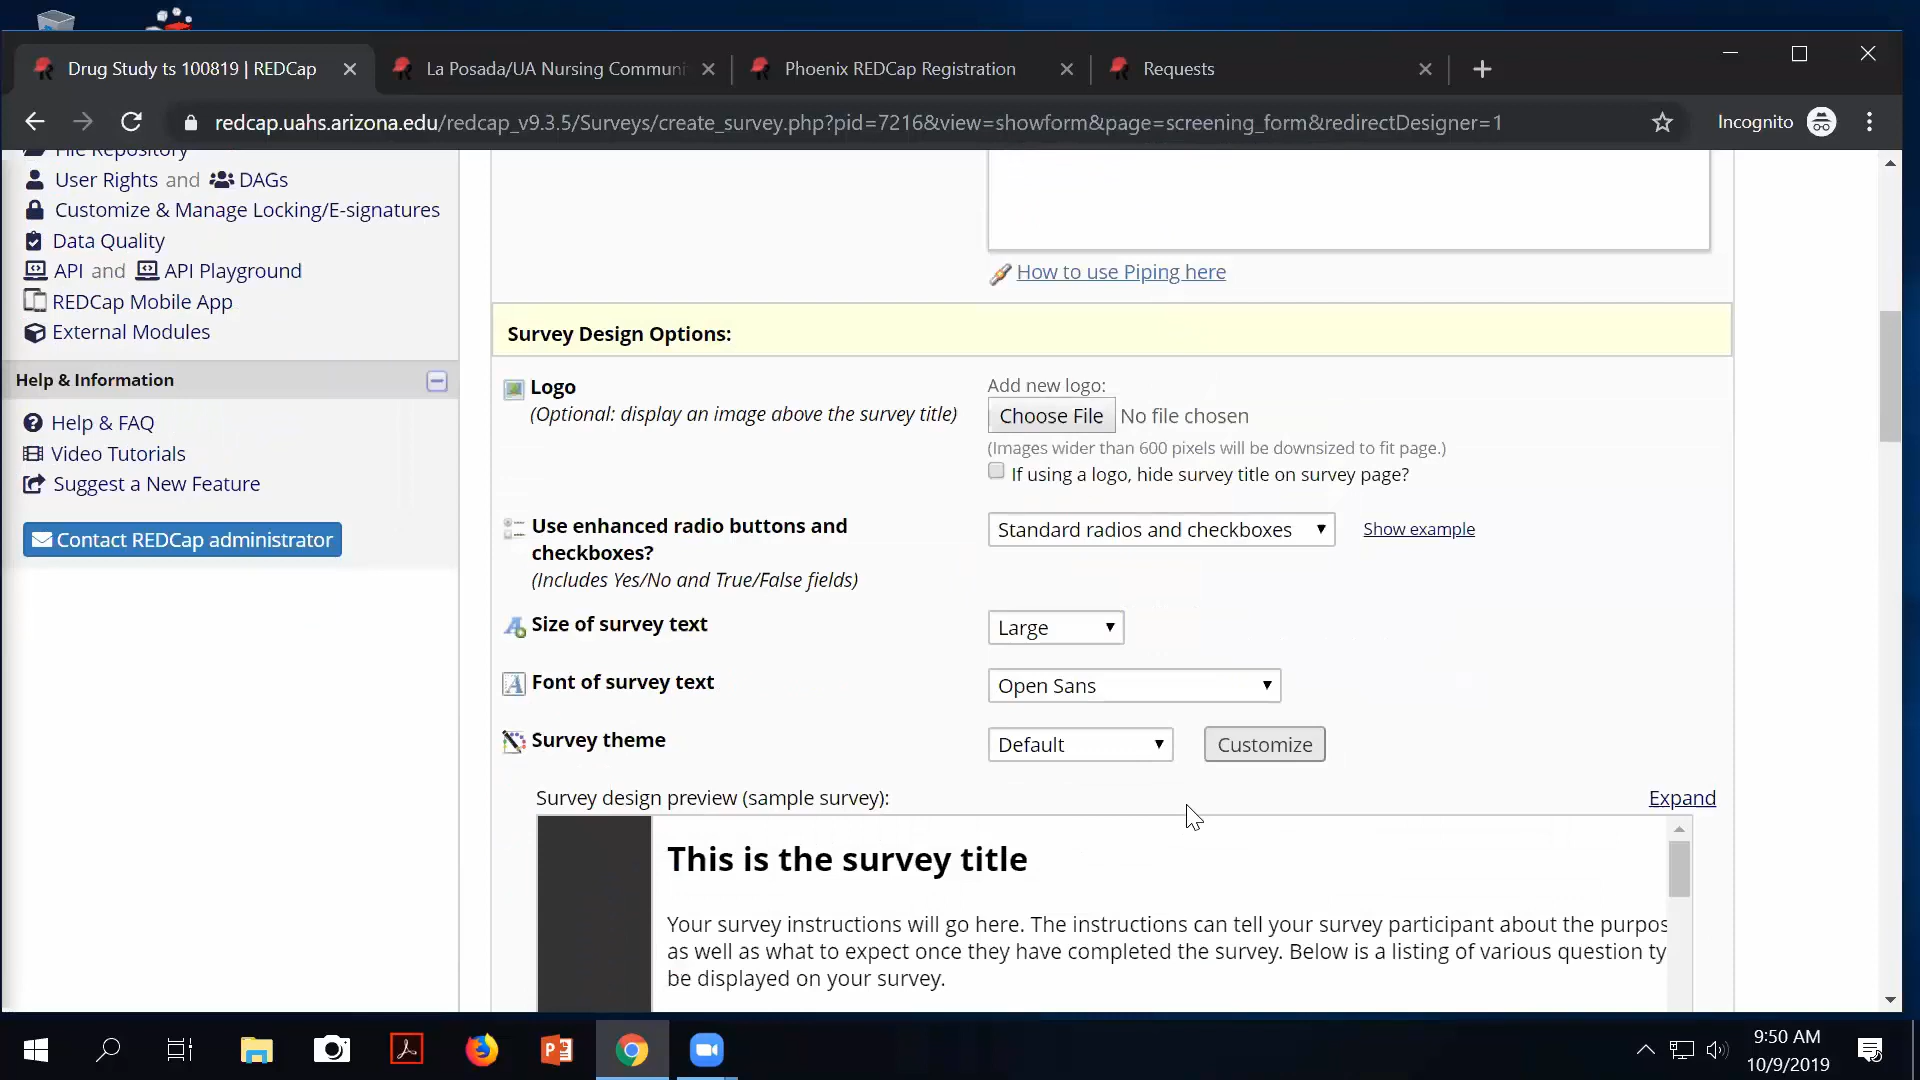 Drug Study ts 100819 | REDCap
La Posada/UA Nursing Communi
Phoenix REDCap Registration
Requests
redcap.uahs.arizona.edu/redcap_v9.3.5/Surveys/create_survey.php?pid=7216&view=showform&page=screening_form&redirectDesigner=1
Incognito
File Repository
User Rights and DAGs
Customize & Manage Locking/E-signatures
Data Quality
API and API Playground
REDCap Mobile App
External Modules
Help & Information
Help & FAQ
Video Tutorials
Suggest a New Feature
Contact REDCap administrator
How to use Piping here
Survey Design Options:
Logo
(Optional: display an image above the survey title)
Add new logo:
Choose File No file chosen
(Images wider than 600 pixels will be downsized to fit page.)
If using a logo, hide survey title on survey page?
Use enhanced radio buttons and
checkboxes?
(Includes Yes/No and True/False fields)
Standard radios and checkboxes
Show example
Size of survey text
Large
Font of survey text
Open Sans
Survey theme
Default
Customize
Survey design preview (sample survey):
Expand
This is the survey title
Your survey instructions will go here. The instructions can tell your survey participant about the purpos
as well as what to expect once they have completed the survey. Below is a listing of various question ty
be displayed on your survey.
9:50 AM
10/9/2019